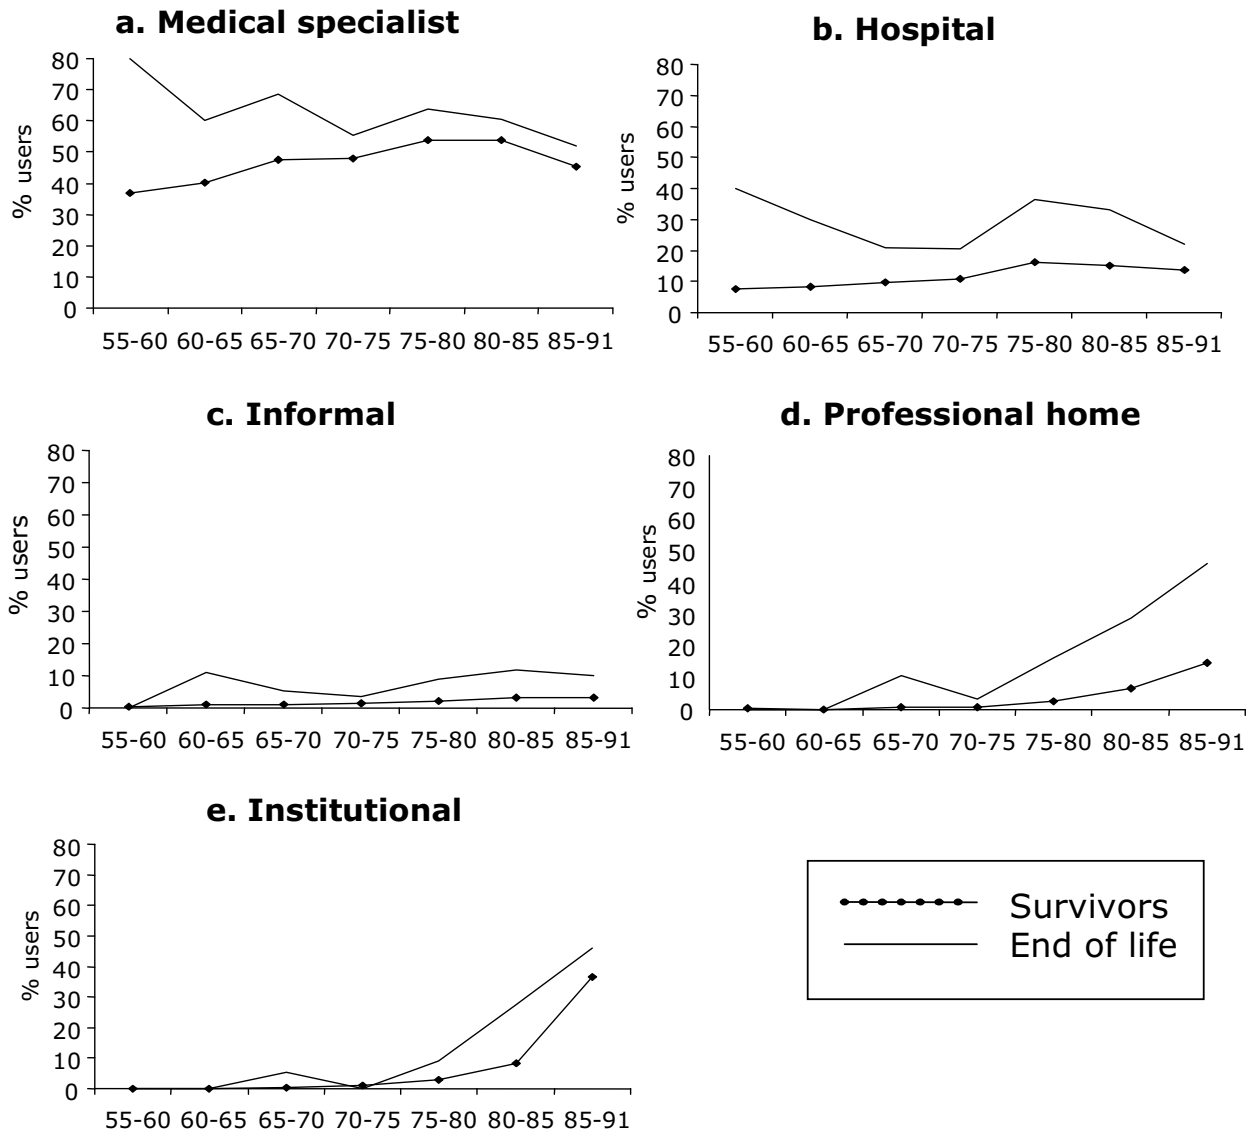 a. Medical specialist
80
70
60
50
40
30
20
10
0
% users
55-60 60-65 65-70 70-75 75-80 80-85 85-91
b. Hospital
80
70
60
50
40
30
20
10
0
% users
55-60 60-65 65-70 70-75 75-80 80-85 85-91
c. Informal
80
70
60
50
40
30
20
10
0
% users
55-60 60-65 65-70 70-75 75-80 80-85 85-91
d. Professional home
80
70
60
50
40
30
20
10
0
% users
55-60 60-65 65-70 70-75 75-80 80-85 85-91
e. Institutional
80
70
60
50
40
30
20
10
0
% users
55-60 60-65 65-70 70-75 75-80 80-85 85-91
Survivors
End of life